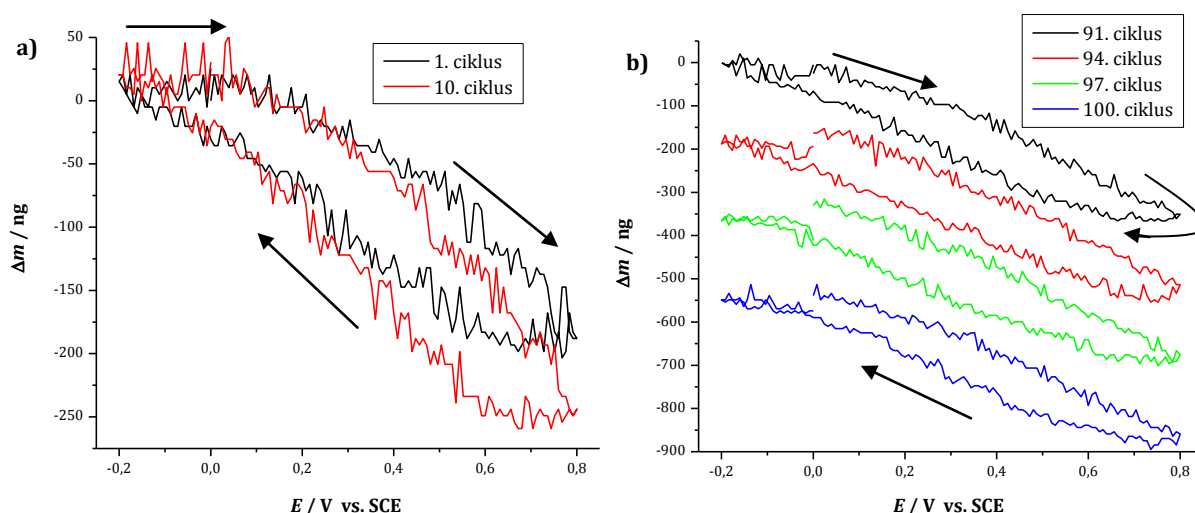 a)
1. ciklus
10. ciklus
50
0
-50
-100
-150
-200
-250
Δm / ng
-0,2
0,0
0,2
0,4
0,6
0,8
E / V vs. SCE
b)
91. ciklus
94. ciklus
97. ciklus
100. ciklus
0
-100
-200
-300
-400
-500
-600
-700
-800
-900
Δm / ng
-0,2
0,0
0,2
0,4
0,6
0,8
E / V vs. SCE